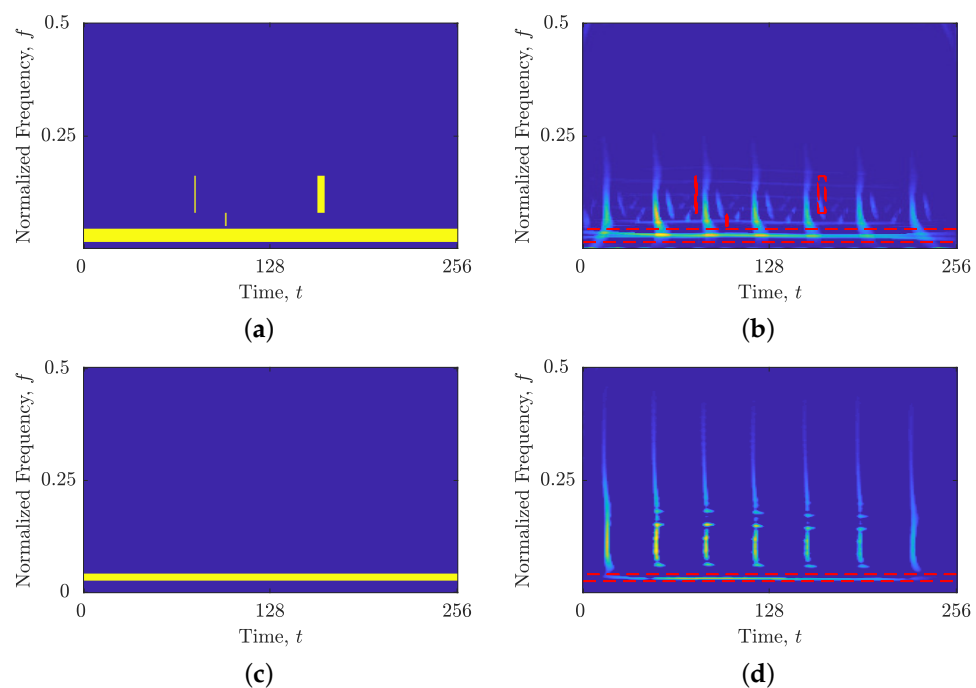 0.5
0.25
Normalized Frequency, f
0
128
256
Time, t
(a)
0.5
0.25
Normalized Frequency, f
0
128
256
Time, t
(b)
0.5
0.25
0
Normalized Frequency, f
0
128
256
Time, t
(c)
0.5
0.25
0
Normalized Frequency, f
0
128
256
Time, t
(d)